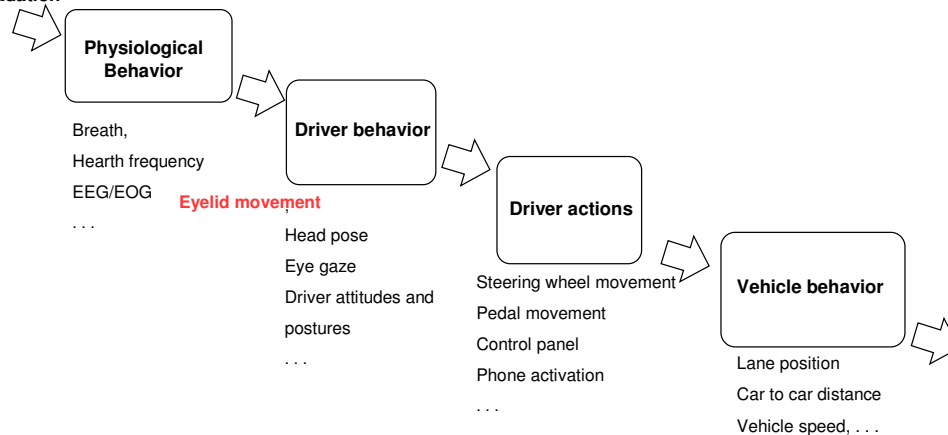 Physiological
Behavior
Breath,
Hearth frequency
EEG/EOG
. . .
Driver behavior
Eyelid movement
,
Head pose
Eye gaze
Driver attitudes and
postures
. . .
Driver actions
Steering wheel movement
Pedal movement
Control panel
Phone activation
. . .
Vehicle behavior
Lane position
Car to car distance
Vehicle speed, . . .